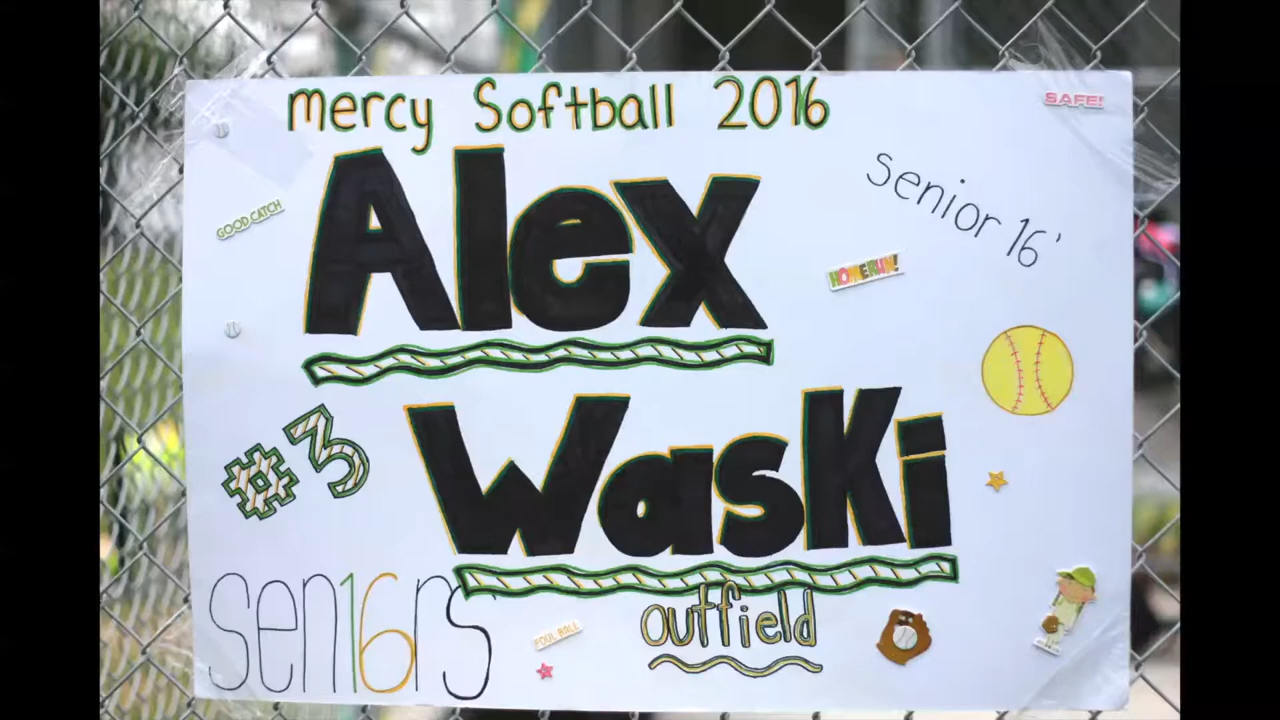 mercy Softball 2016
SAFE!
Alex
senior 16'
GOOD CATCH
HOMERUN!
#3
Waski
sen16rs
outfield
FOUL BALL